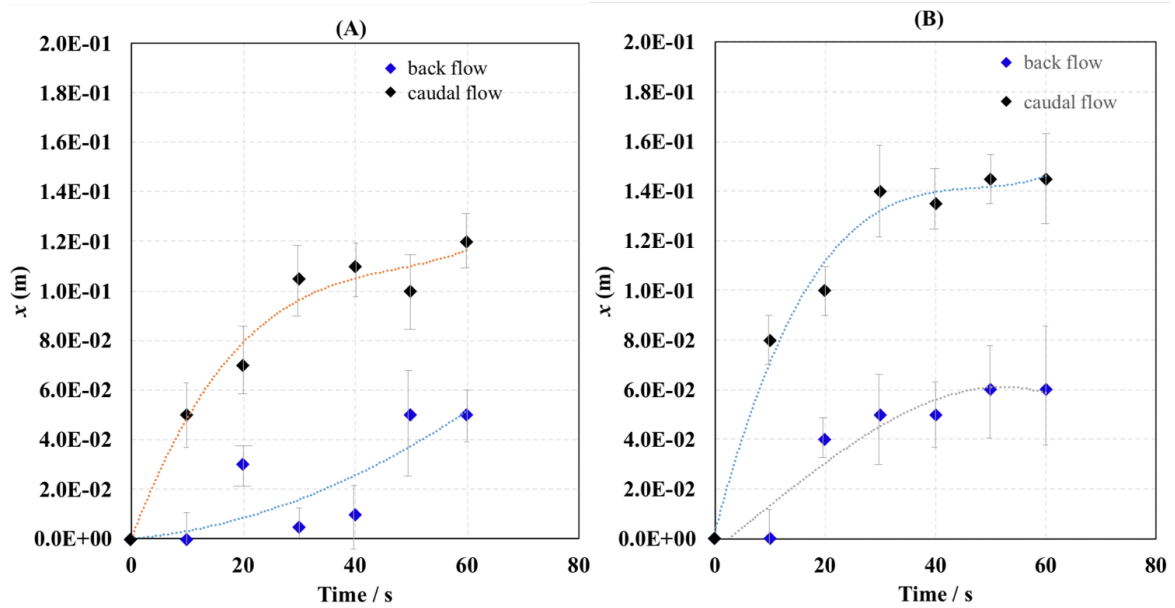 (A)
2.0E-01
1.8E-01
1.6E-01
1.4E-01
1.2E-01
1.0E-01
8.0E-02
6.0E-02
4.0E-02
2.0E-02
0.0E+00
x (m)
back flow
caudal flow
0 20 40 60 80
Time / s
(B)
2.0E-01
1.8E-01
1.6E-01
1.4E-01
1.2E-01
1.0E-01
8.0E-02
6.0E-02
4.0E-02
2.0E-02
0.0E+00
x (m)
back flow
caudal flow
0 20 40 60 80
Time / s